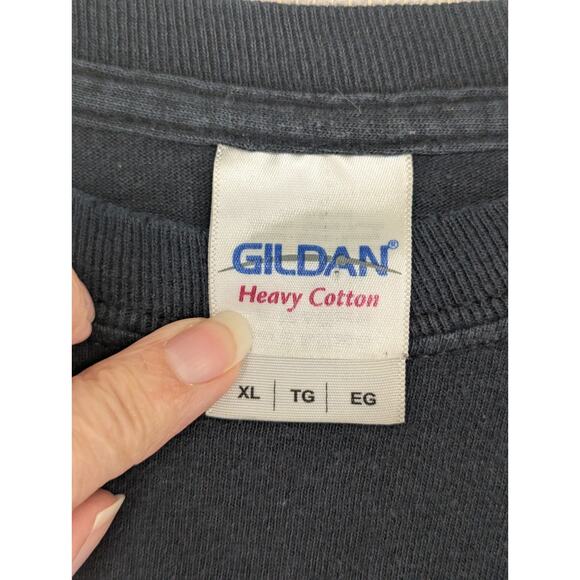 GILDAN®
Heavy Cotton
XL | TG | EG